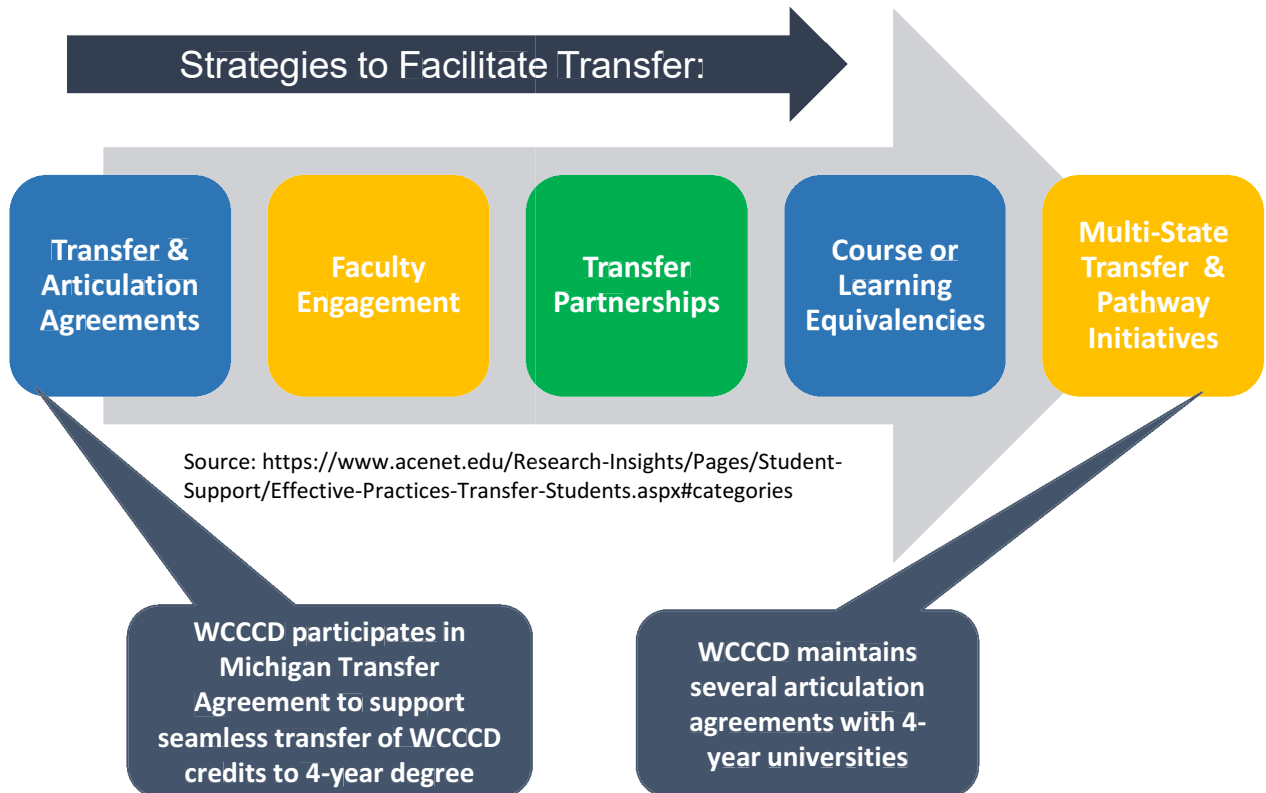 Strategies to Facilitate Transfer:
Transfer &
Articulation
Agreements
Faculty
Engagement
Transfer
Partnerships
Course or
Learning
Equivalencies
Multi-State
Transfer &
Pathway
Initiatives
Source: https://www.acenet.edu/Research-Insights/Pages/Student-
Support/Effective-Practices-Transfer-Students.aspx#categories
WCCCD participates in
Michigan Transfer
Agreement to support
seamless transfer of WCCCD
credits to 4-year degree
WCCCD maintains
several articulation
agreements with 4-
year universities